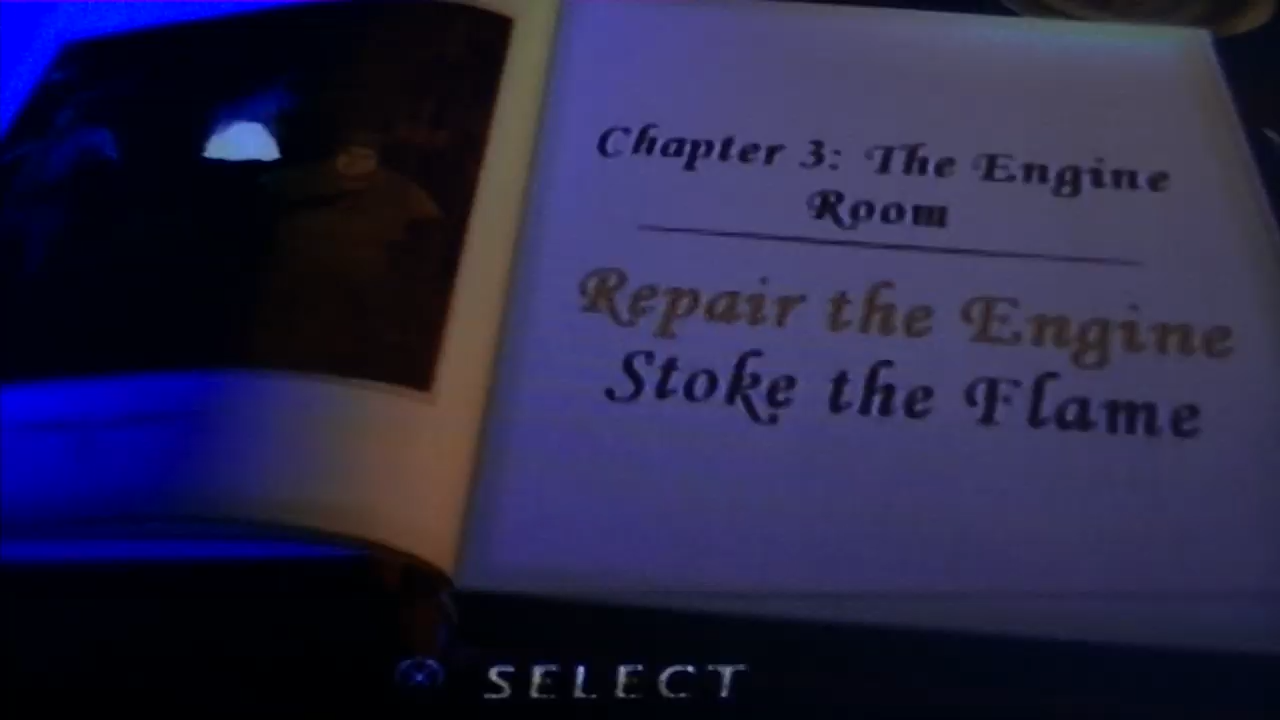 Chapter 3: The Engine
Room
Repair the Engine
Stoke the Flame
SELECT